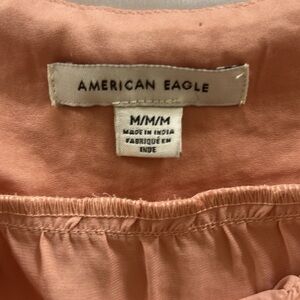 AMERICAN EAGLE
M/M/M
MADE IN INDIA
FABRIQUÉ EN
INDE